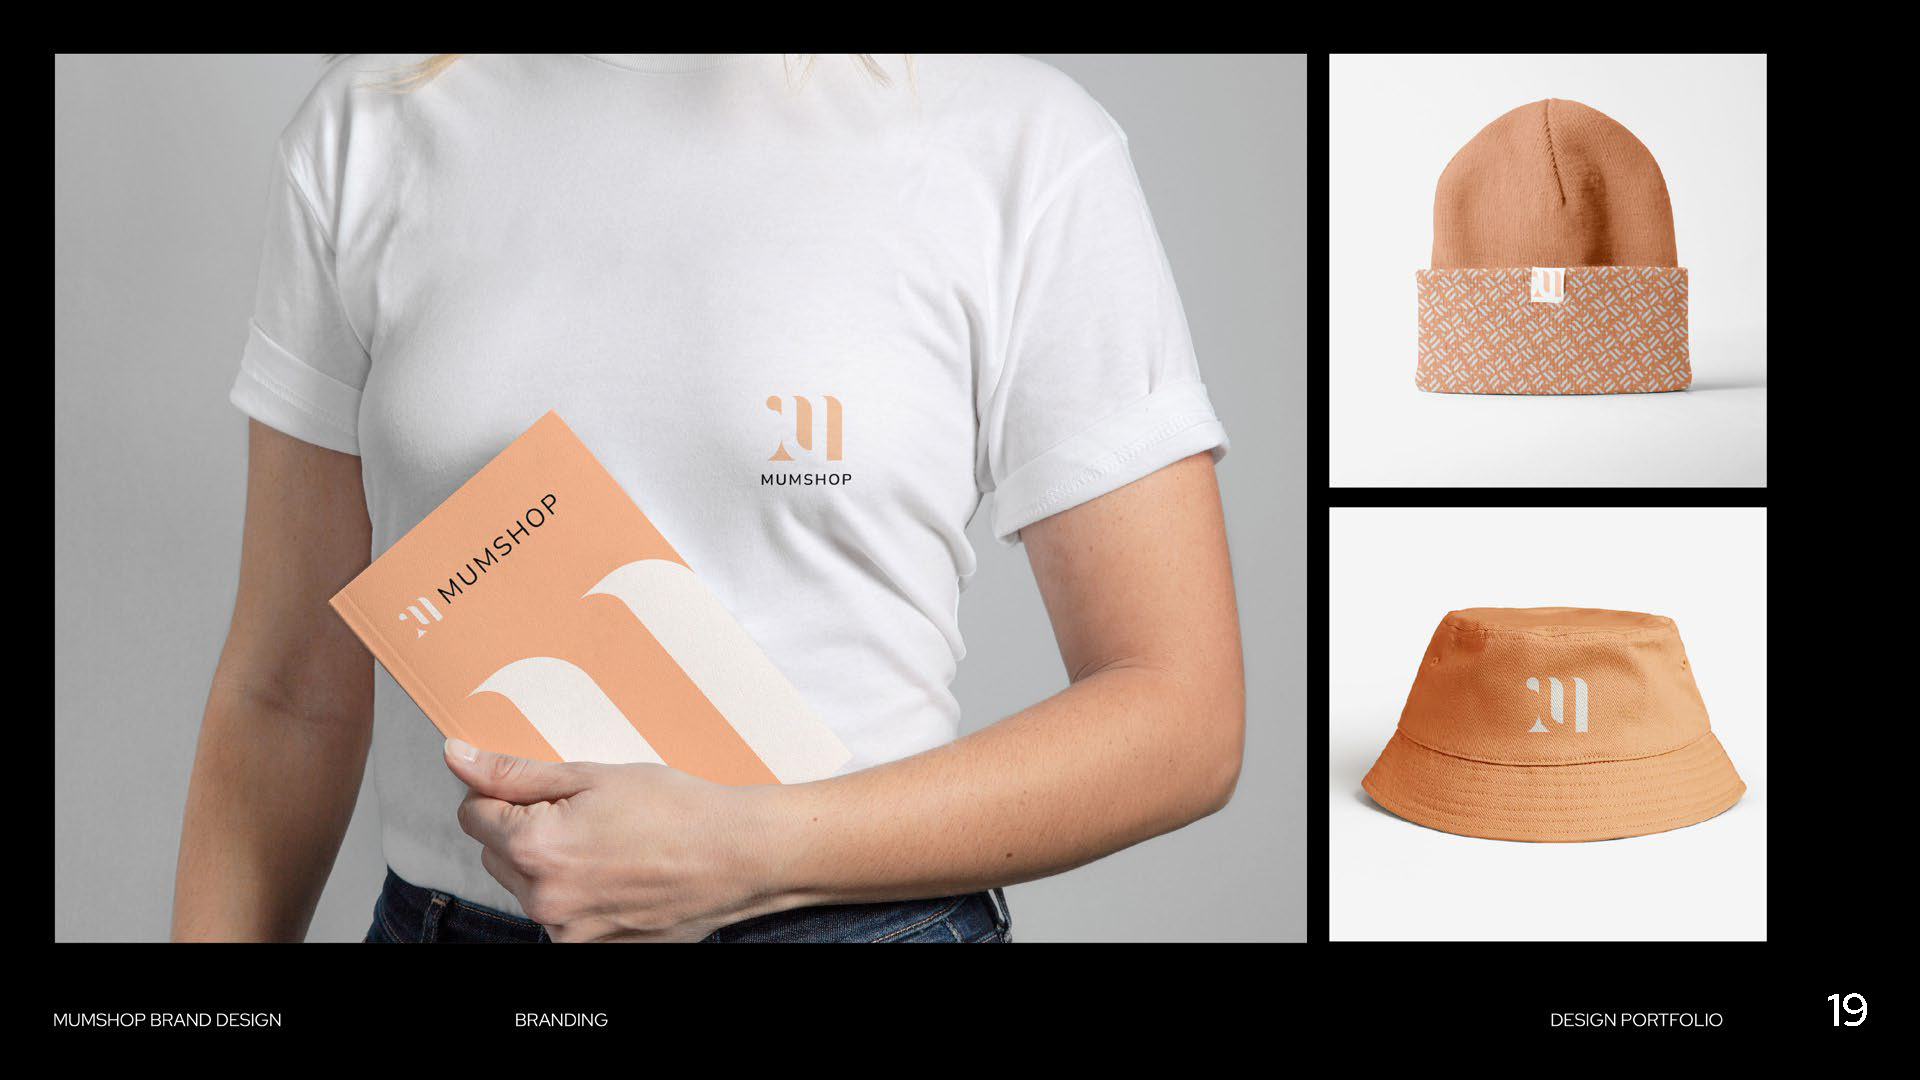 MUMSHOP
MUMSHOP
MUMSHOP BRAND DESIGN
BRANDING
DESIGN PORTFOLIO
19